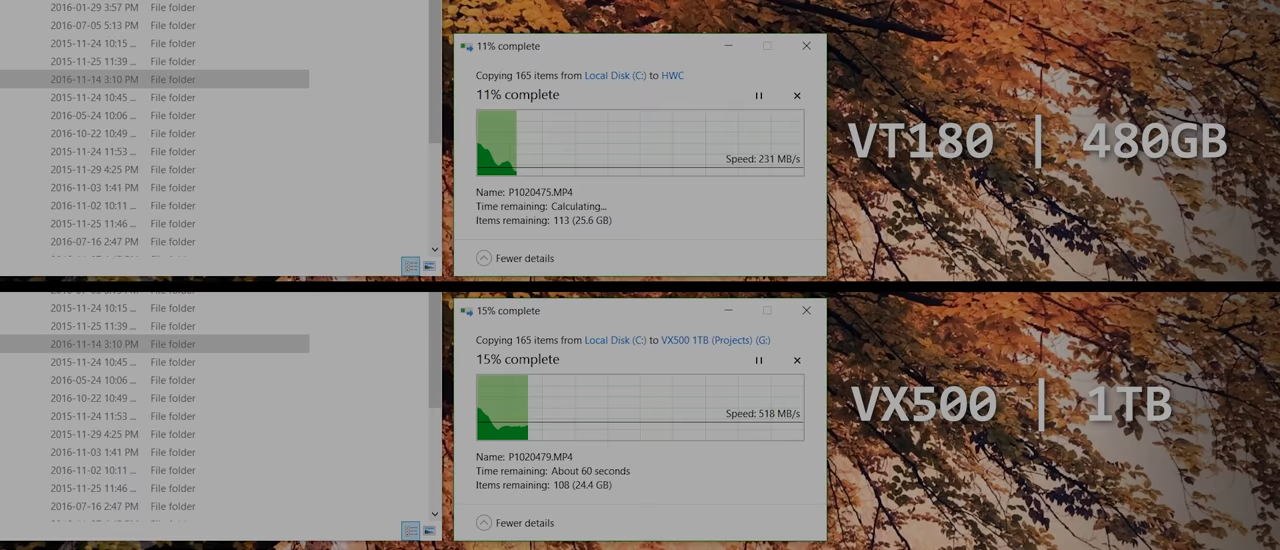 2016-01-29 3:57 PM File folder
2016-07-05 5:13 PM File folder
2015-11-24 10:15 ... File folder
2015-11-25 11:39 ... File folder
2016-11-14 3:10 PM File folder
2015-11-24 10:45 ... File folder
2016-05-24 10:06 ... File folder
2016-10-22 10:49 ... File folder
2015-11-24 11:53 ... File folder
2015-11-29 4:25 PM File folder
2016-11-03 1:41 PM File folder
2016-11-02 10:11 ... File folder
2015-11-25 11:46 ... File folder
2016-07-16 2:47 PM File folder
11% complete
Copying 165 items from Local Disk (C:) to HWC
11% complete
Speed: 231 MB/s
Name: P1020475.MP4
Time remaining: Calculating...
Items remaining: 113 (25.6 GB)
Fewer details
VT180 | 480GB
2015-11-24 10:15 ... File folder
2015-11-25 11:39 ... File folder
2016-11-14 3:10 PM File folder
2015-11-24 10:45 ... File folder
2016-05-24 10:06 ... File folder
2016-10-22 10:49 ... File folder
2015-11-24 11:53 ... File folder
2015-11-29 4:25 PM File folder
2016-11-03 1:41 PM File folder
2016-11-02 10:11 ... File folder
2015-11-25 11:46 ... File folder
2016-07-16 2:47 PM File folder
15% complete
Copying 165 items from Local Disk (C:) to VX500 1TB (Projects) (G:)
15% complete
Speed: 518 MB/s
Name: P1020479.MP4
Time remaining: About 60 seconds
Items remaining: 108 (24.4 GB)
Fewer details
VX500 | 1TB